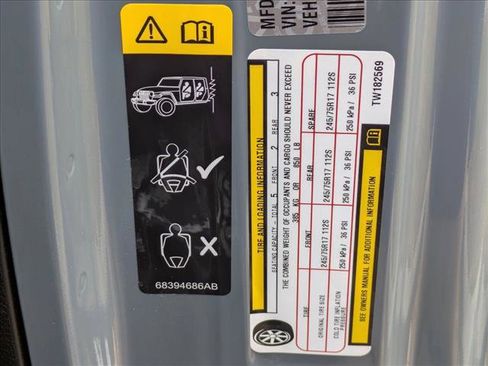 MFD
VIN:
VEH
68394686AB
TIRE AND LOADING INFORMATION
SEATING CAPACITY - TOTAL 5 FRONT 2 REAR 3
THE COMBINED WEIGHT OF OCCUPANTS AND CARGO SHOULD NEVER EXCEED
385 KG OR 850 LB
TIRE FRONT REAR SPARE
ORIGINAL TIRE SIZE 245/75R17 112S 245/75R17 112S 245/75R17 112S
COLD TIRE INFLATION PRESSURE 250 kPa / 36 PSI 250 kPa / 36 PSI 250 kPa / 36 PSI
SEE OWNERS MANUAL FOR ADDITIONAL INFORMATION
TW182569